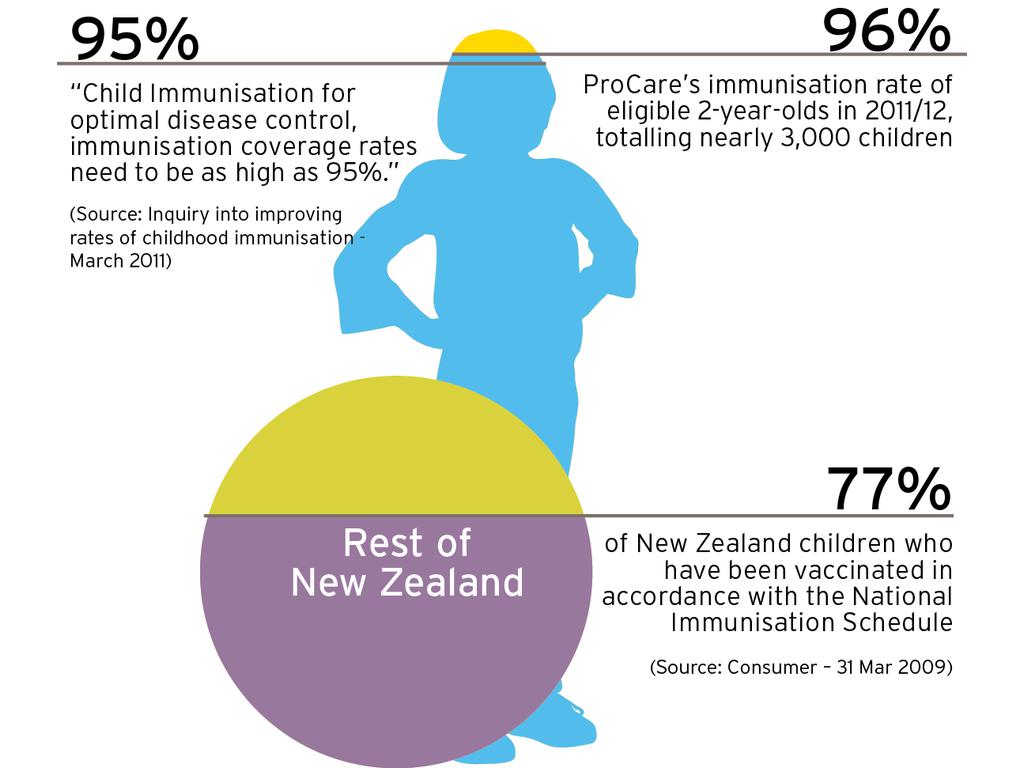 95%
“Child Immunisation for
optimal disease control,
immunisation coverage rates
need to be as high as 95%.”
(Source: Inquiry into improving
rates of childhood immunisation -
March 2011)
96%
ProCare’s immunisation rate of
eligible 2-year-olds in 2011/12,
totalling nearly 3,000 children
Rest of
New Zealand
77%
of New Zealand children who
have been vaccinated in
accordance with the National
Immunisation Schedule
(Source: Consumer – 31 Mar 2009)